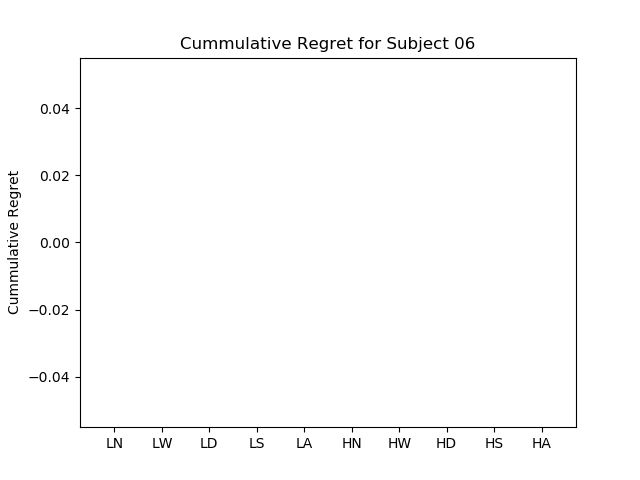 Cummulative Regret for Subject 06
Cummulative Regret
0.04
0.02
0.00
−0.02
−0.04
LN LW LD LS LA HN HW HD HS HA